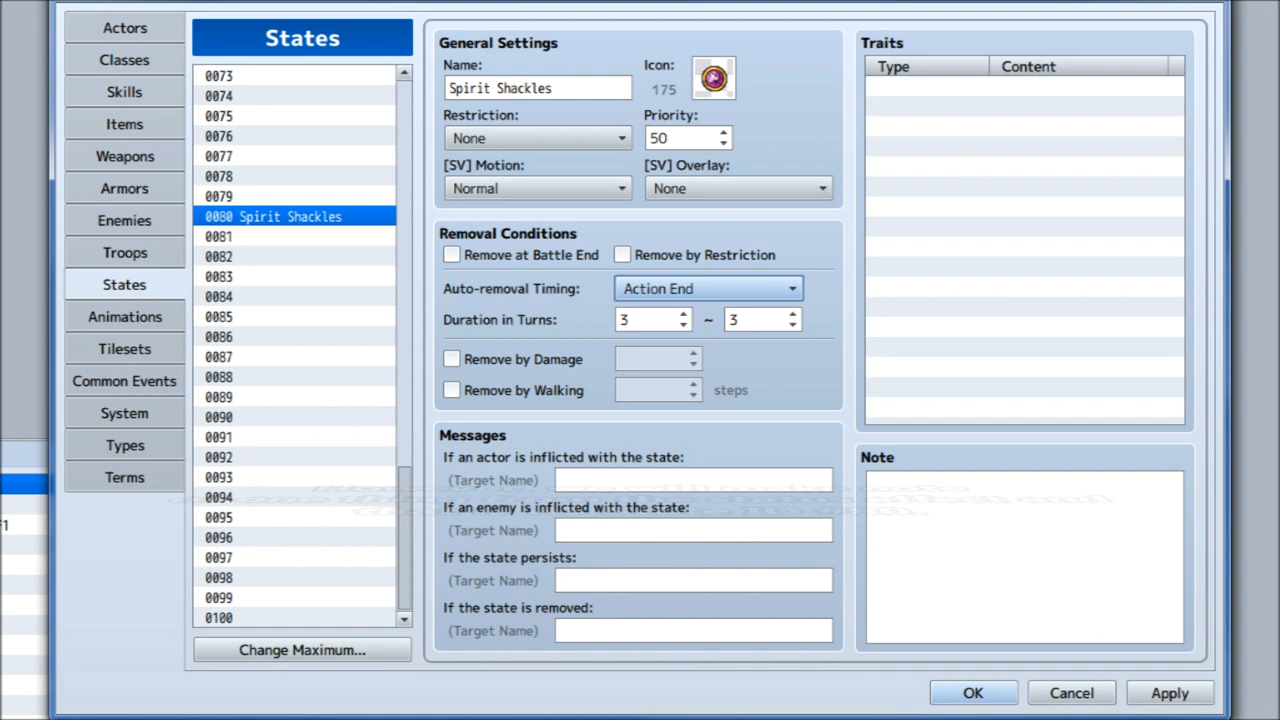 Actors
Classes
Skills
Items
Weapons
Armors
Enemies
Troops
States
Animations
Tilesets
Common Events
System
Types
Terms
States
0073
0074
0075
0076
0077
0078
0079
0080 Spirit Shackles
0081
0082
0083
0084
0085
0086
0087
0088
0089
0090
0091
0092
0093
0094
0095
0096
0097
0098
0099
0100
Change Maximum...
General Settings
Name:
Icon:
Spirit Shackles
175
Restriction:
Priority:
None
50
[SV] Motion:
[SV] Overlay:
Normal
None
Removal Conditions
Remove at Battle End
Remove by Restriction
Auto-removal Timing:
Action End
Duration in Turns:
3 ~ 3
Remove by Damage
Remove by Walking
steps
Messages
If an actor is inflicted with the state:
(Target Name)
If an enemy is inflicted with the state:
(Target Name)
If the state persists:
(Target Name)
If the state is removed:
(Target Name)
Traits
Type
Content
Note
OK
Cancel
Apply